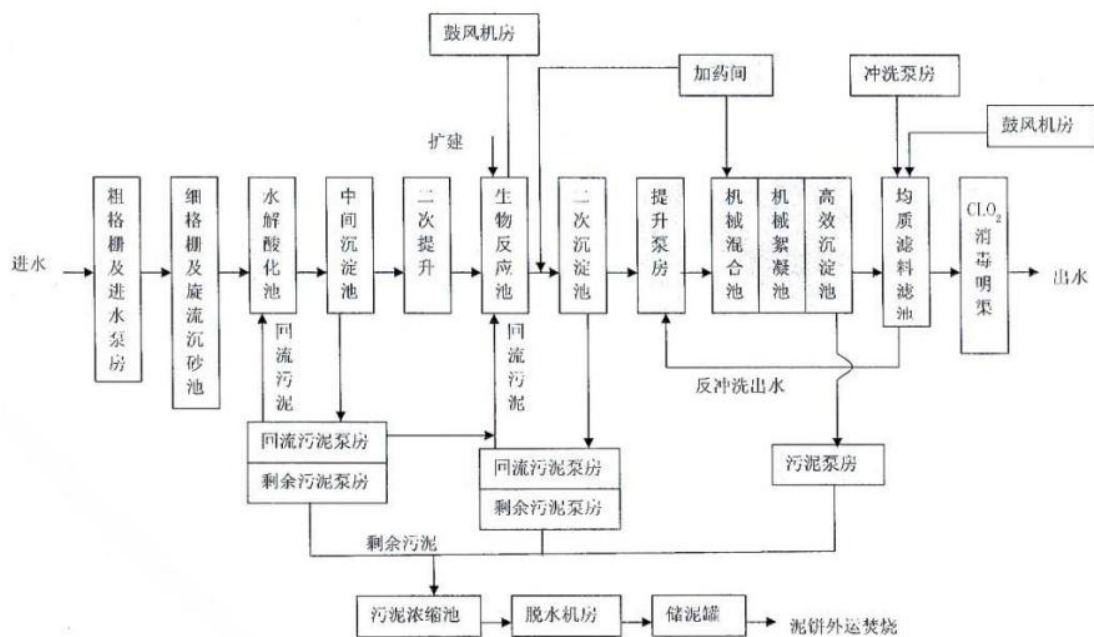 鼓风机房
加药间
冲洗泵房
鼓风机房
扩建
进水
粗格栅及进水泵房
细格栅及旋流沉砂池
水解酸化池
中间沉淀池
二次提升
生物反应池
二次沉淀池
提升泵房
机械混合池
机械絮凝池
高效沉淀池
均质滤料滤池
CLO₂消毒明渠
出水
回流污泥
回流污泥
反冲洗出水
回流污泥泵房
剩余污泥泵房
回流污泥泵房
剩余污泥泵房
污泥泵房
剩余污泥
污泥浓缩池
脱水机房
储泥罐
泥饼外运焚烧